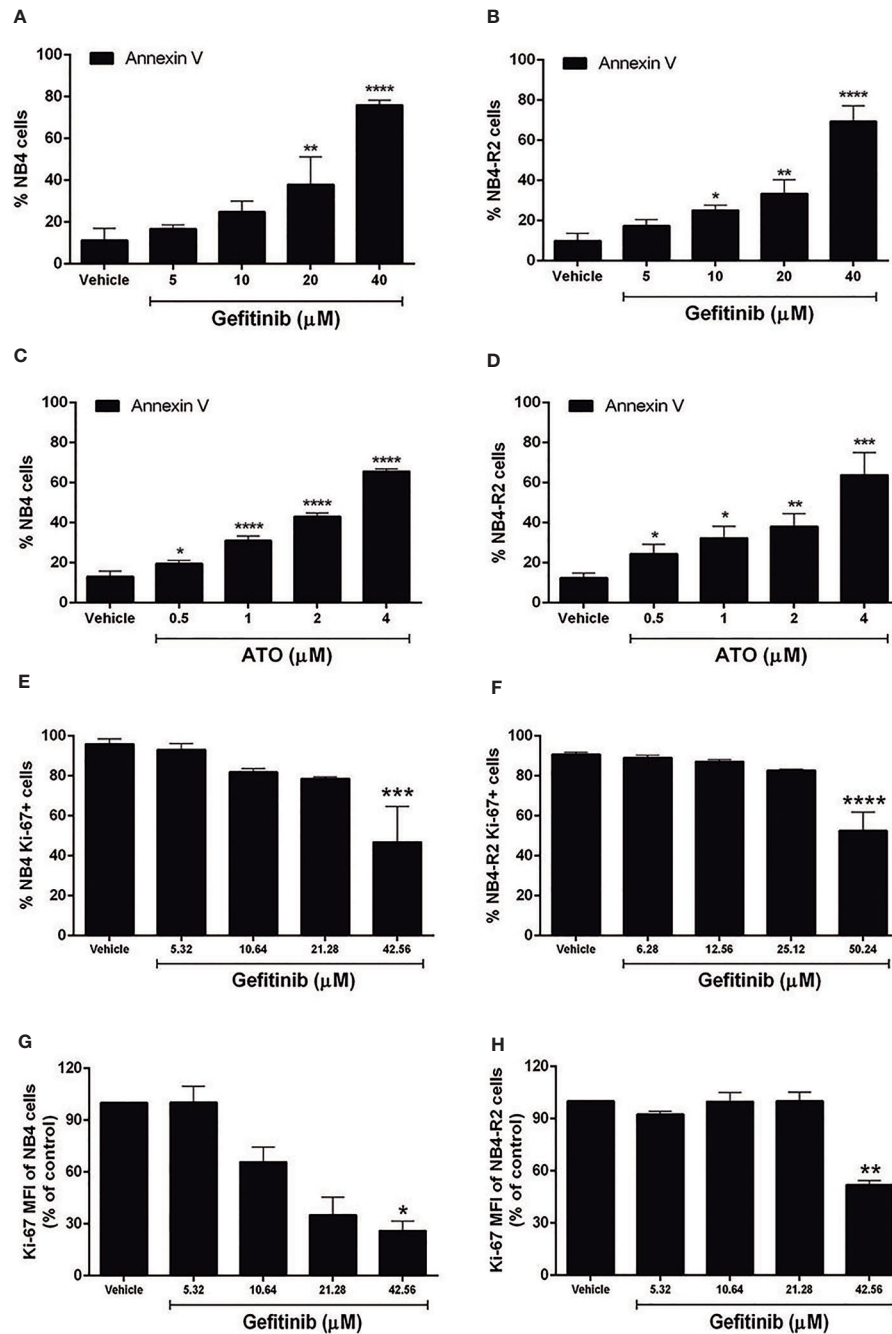 A
Annexin V
% NB4 cells
100
80
60
40
20
0
**
****
Vehicle 5 10 20 40
Gefitinib (μM)
B
Annexin V
% NB4-R2 cells
100
80
60
40
20
0
*
**
****
Vehicle 5 10 20 40
Gefitinib (μM)
C
Annexin V
% NB4 cells
100
80
60
40
20
0
*
****
****
****
Vehicle 0.5 1 2 4
ATO (μM)
D
Annexin V
% NB4-R2 cells
100
80
60
40
20
0
*
*
**
***
Vehicle 0.5 1 2 4
ATO (μM)
E
% NB4 Ki-67+ cells
100
80
60
40
20
0
***
Vehicle 5.32 10.64 21.28 42.56
Gefitinib (μM)
F
% NB4-R2 Ki-67+ cells
100
80
60
40
20
0
****
Vehicle 6.28 12.56 25.12 50.24
Gefitinib (μM)
G
Ki-67 MFI of NB4 cells
(% of control)
120
90
60
30
0
*
Vehicle 5.32 10.64 21.28 42.56
Gefitinib (μM)
H
Ki-67 MFI of NB4-R2 cells
(% of control)
120
90
60
30
0
**
Vehicle 5.32 10.64 21.28 42.56
Gefitinib (μM)